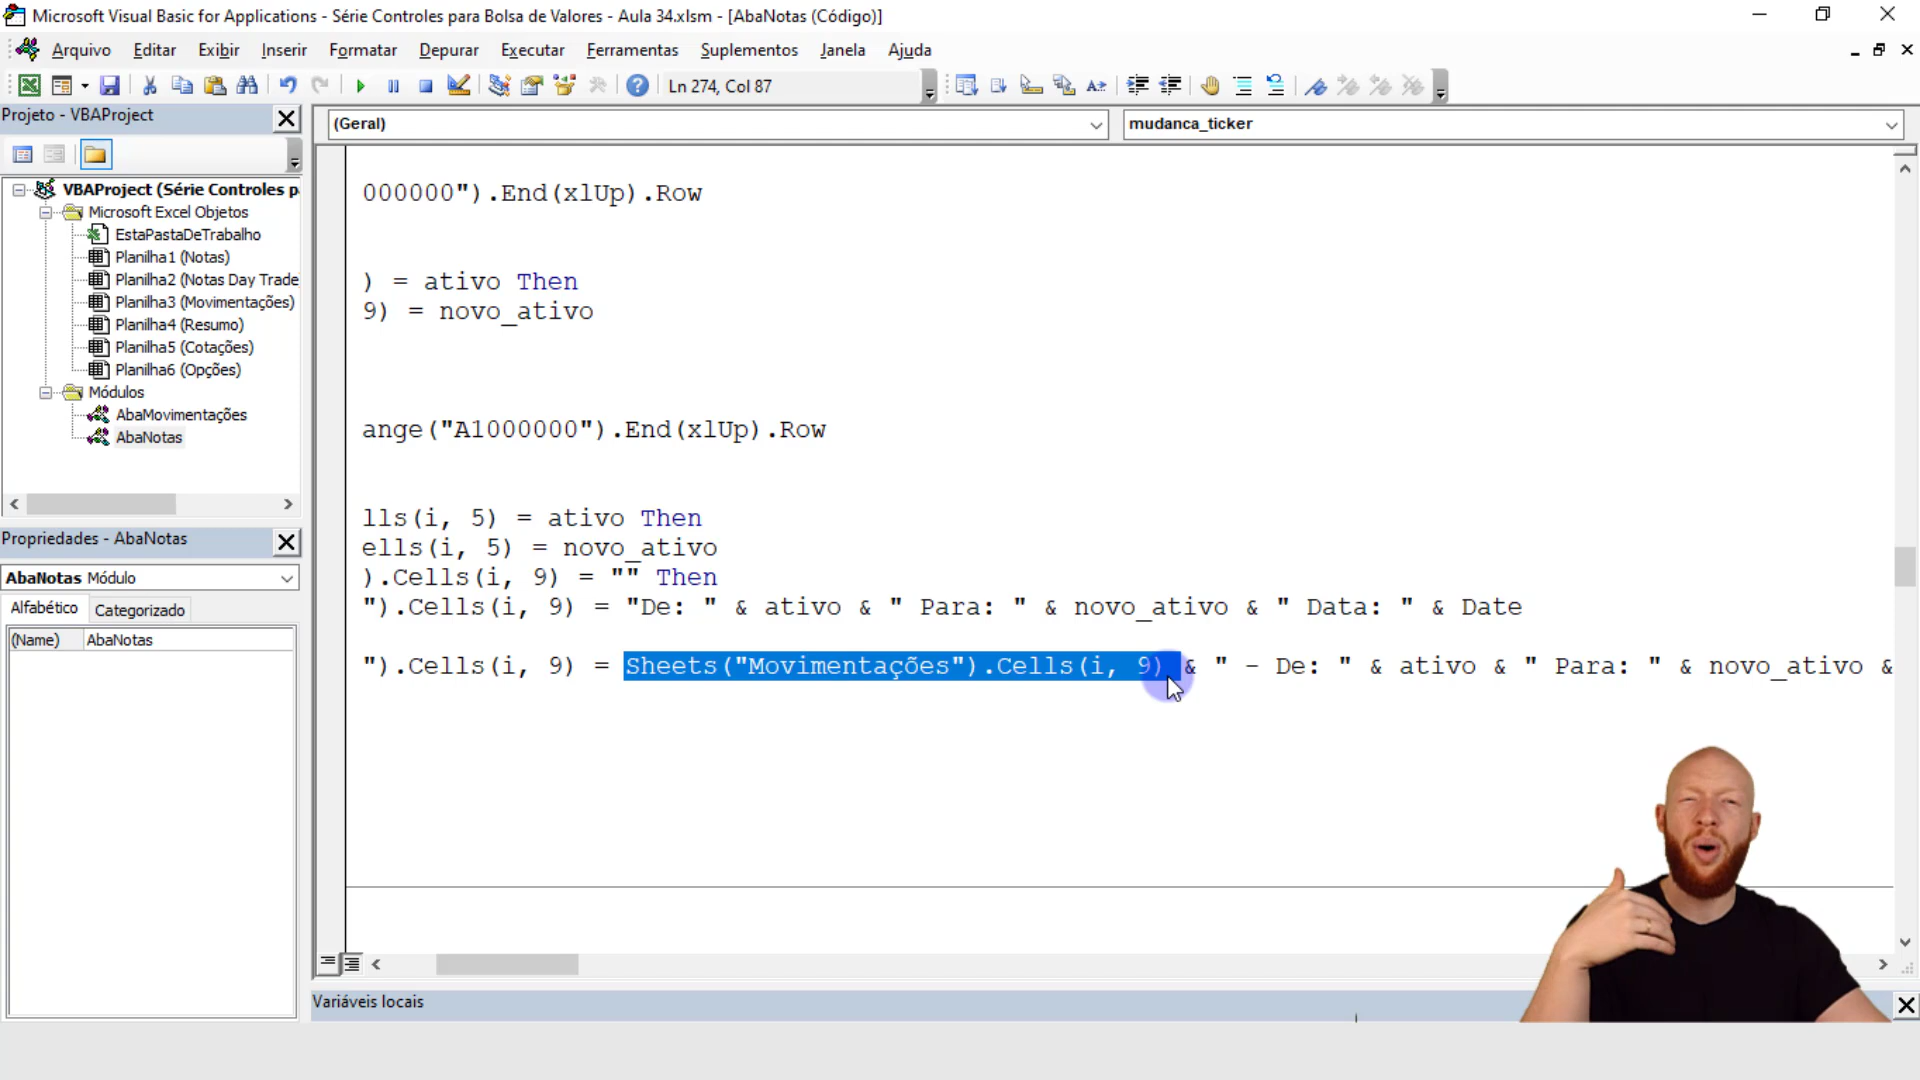 Microsoft Visual Basic for Applications - Série Controles para Bolsa de Valores - Aula 34.xlsm - [AbaNotas (Código)]
Arquivo Editar Exibir Inserir Formatar Depurar Executar Ferramentas Suplementos Janela Ajuda
Ln 274, Col 87
Projeto - VBAProject
VBAProject (Série Controles p
Microsoft Excel Objetos
EstaPastaDeTrabalho
Planilha1 (Notas)
Planilha2 (Notas Day Trade
Planilha3 (Movimentações)
Planilha4 (Resumo)
Planilha5 (Cotações)
Planilha6 (Opções)
Módulos
AbaMovimentações
AbaNotas
Propriedades - AbaNotas
AbaNotas Módulo
Alfabético Categorizado
(Name) AbaNotas
(Geral) mudanca_ticker
000000").End(xlUp).Row
) = ativo Then
9) = novo_ativo
ange("A1000000").End(xlUp).Row
lls(i, 5) = ativo Then
ells(i, 5) = novo_ativo
).Cells(i, 9) = "" Then
").Cells(i, 9) = "De: " & ativo & " Para: " & novo_ativo & " Data: " & Date
").Cells(i, 9) = Sheets("Movimentações").Cells(i, 9) & " - De: " & ativo & " Para: " & novo_ativo &
Variáveis locais